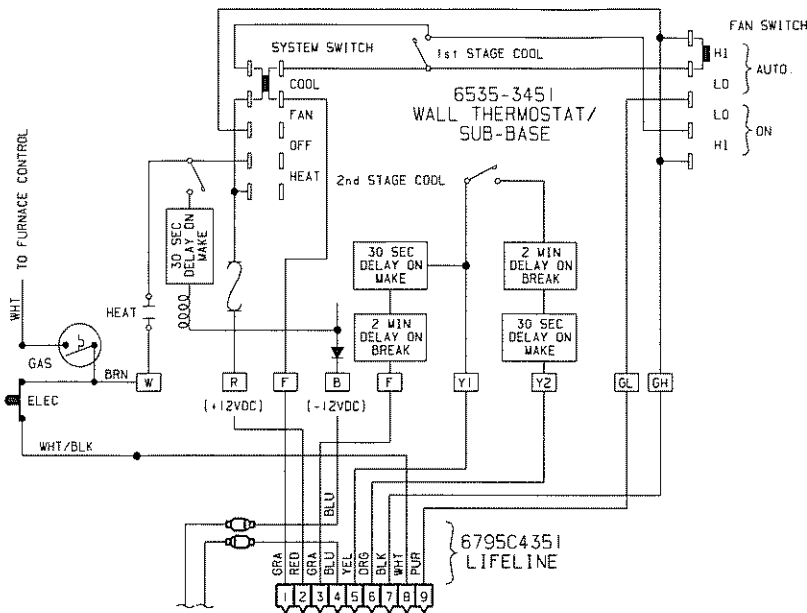 FAN SWITCH
SYSTEM SWITCH
1st STAGE COOL
HI
AUTO.
LO
COOL
FAN
OFF
HEAT
6535-3451
WALL THERMOSTAT/
SUB-BASE
LO
ON
HI
2nd STAGE COOL
TO FURNACE CONTROL
WHT
30 SEC
DELAY ON
MAKE
30 SEC
DELAY ON
MAKE
2 MIN
DELAY ON
BREAK
HEAT
2 MIN
DELAY ON
BREAK
30 SEC
DELAY ON
MAKE
GAS
BRN
W
R
F
B
F
Y1
Y2
GL
GH
(+12VDC)
(-12VDC)
ELEC
WHT/BLK
BLU
GRA
RED
GRA
BLU
YEL
ORG
BLK
WHT
PUR
6795C4351
LIFELINE
1 2 3 4 5 6 7 8 9